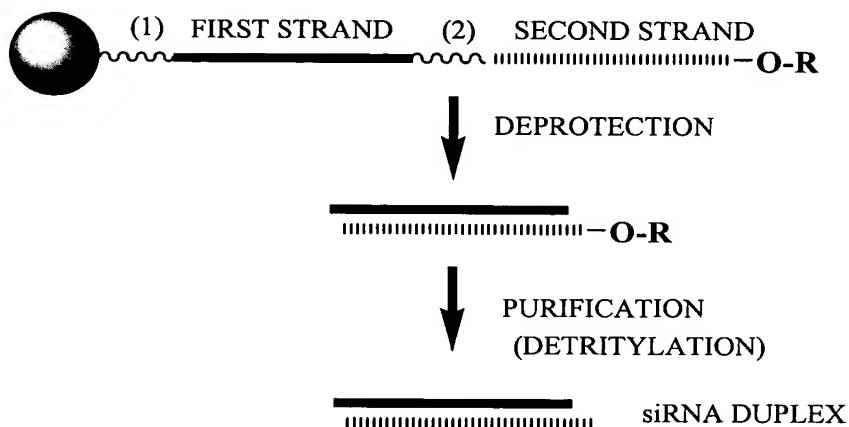 (1) FIRST STRAND (2) SECOND STRAND
O-R
DEPROTECTION
O-R
PURIFICATION
(DETRITYLATION)
siRNA DUPLEX